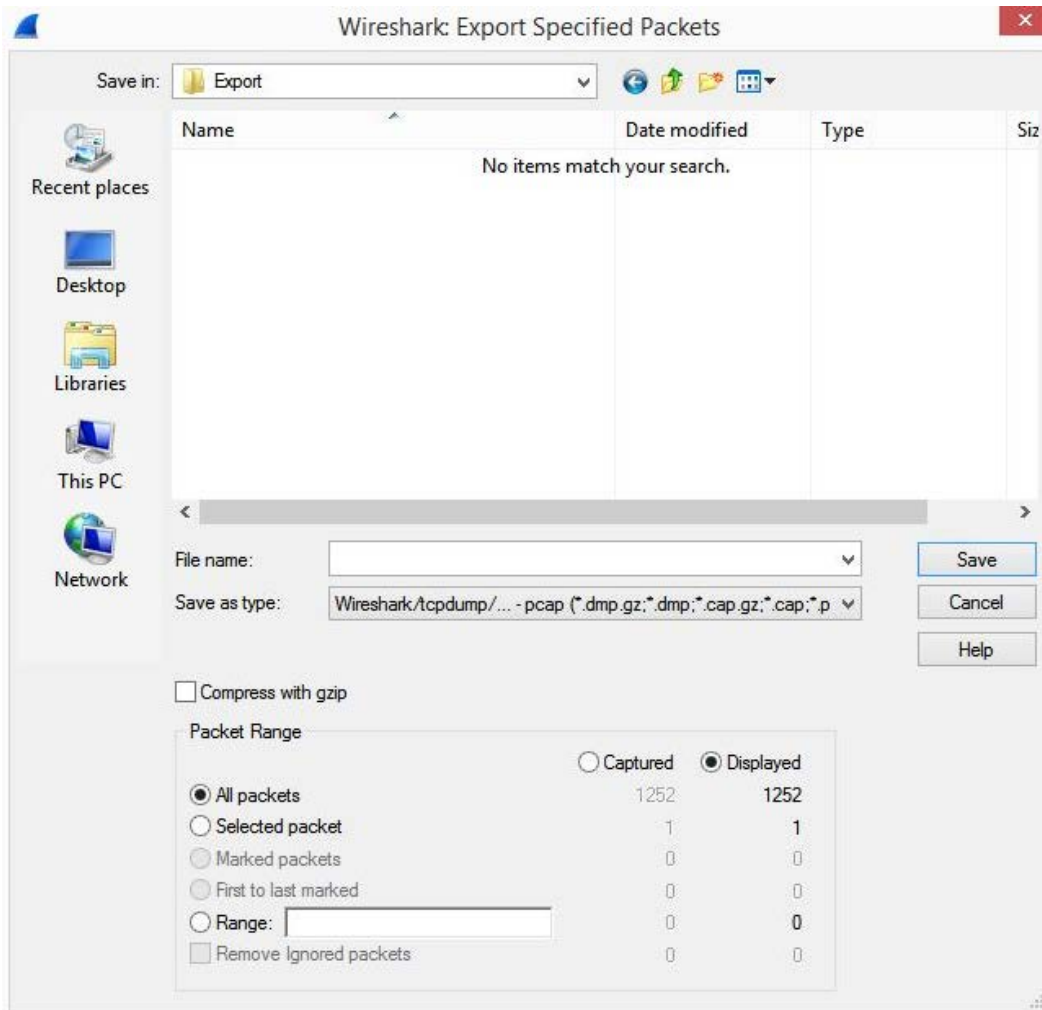 Wireshark: Export Specified Packets
Save in: Export
Name Date modified Type Siz
No items match your search.
Recent places
Desktop
Libraries
This PC
Network
File name: Save
Save as type: Wireshark/tcpdump/... - pcap (*.dmp.gz;*.dmp;*.cap.gz;*.cap;*.p Cancel
Help
Compress with gzip
Packet Range
Captured Displayed
All packets 1252 1252
Selected packet 1 1
Marked packets 0 0
First to last marked 0 0
Range: 0 0
Remove Ignored packets 0 0